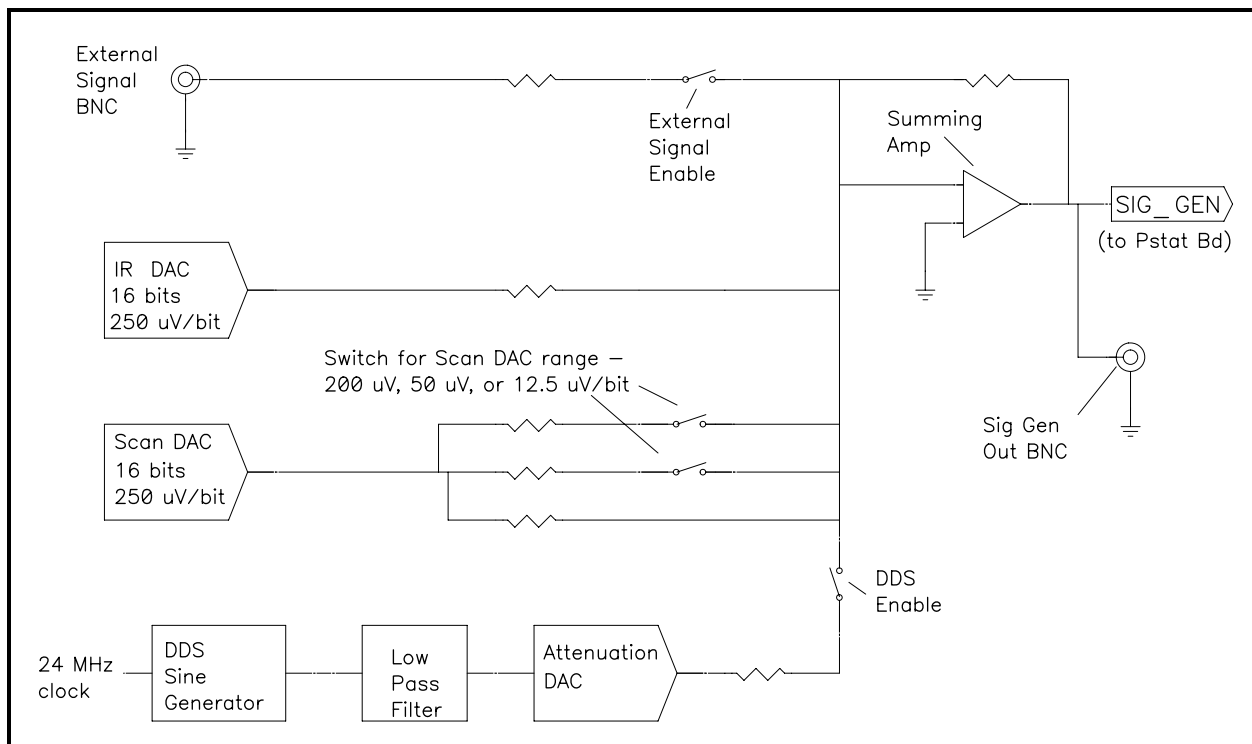 External
Signal
BNC
External
Signal
Enable
Summing
Amp
SIG_GEN
(to Pstat Bd)
IR DAC
16 bits
250 uV/bit
Switch for Scan DAC range –
200 uV, 50 uV, or 12.5 uV/bit
Sig Gen
Out BNC
Scan DAC
16 bits
250 uV/bit
DDS
Enable
24 MHz
clock
DDS
Sine
Generator
Low
Pass
Filter
Attenuation
DAC